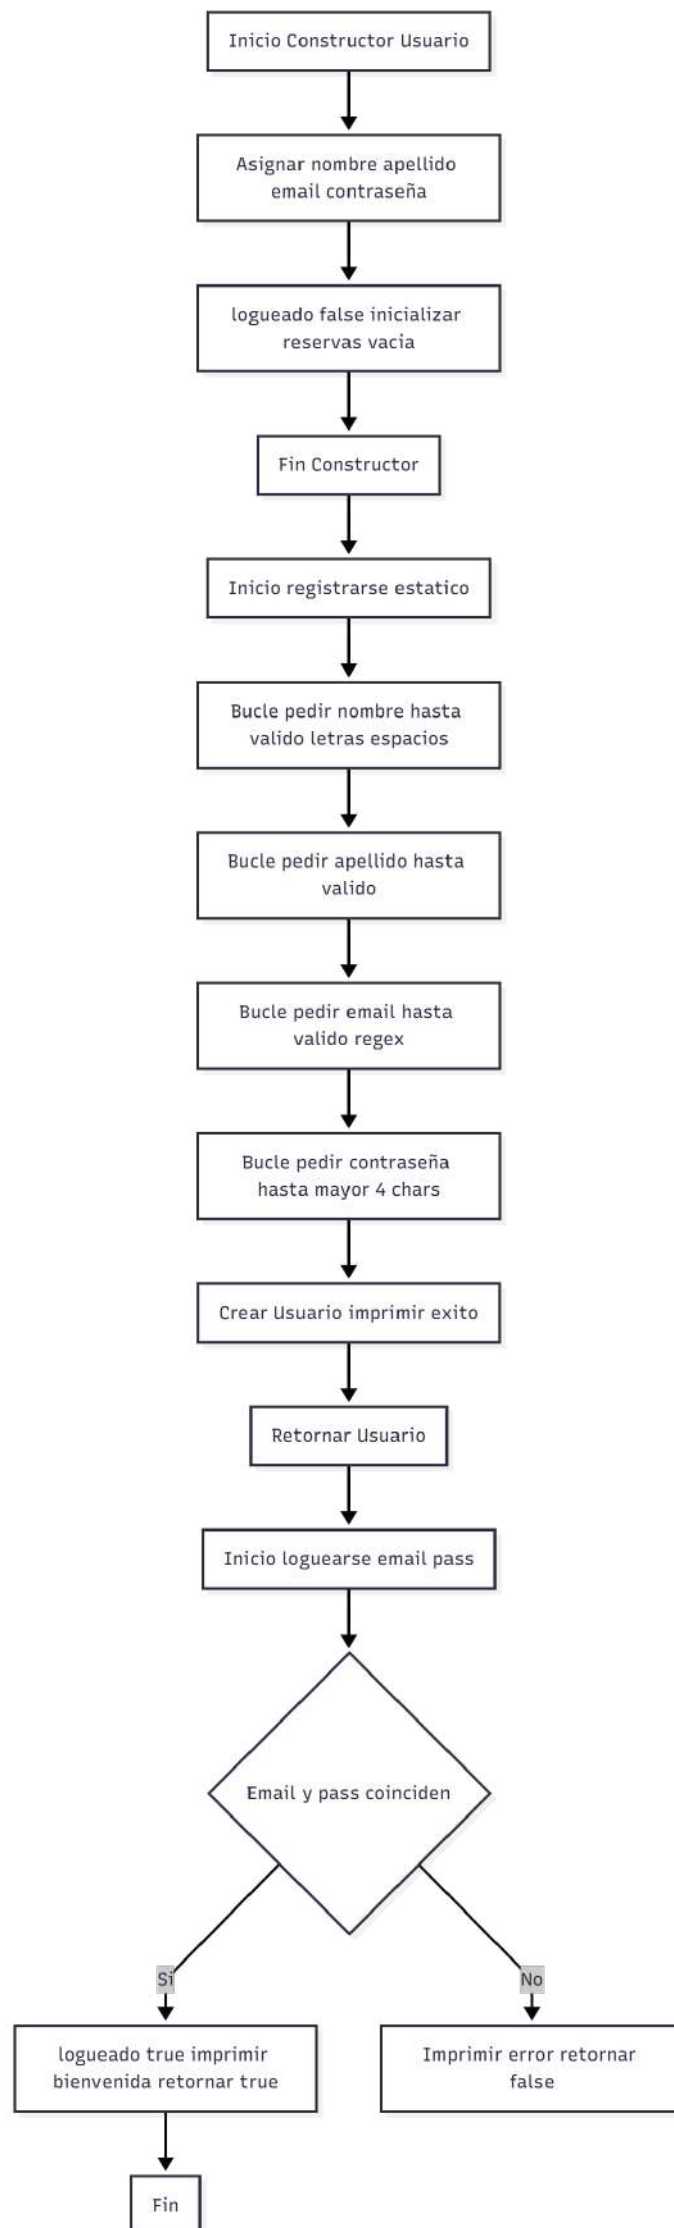 Inicio Constructor Usuario
Asignar nombre apellido
email contraseña
logueado false inicializar
reservas vacia
Fin Constructor
Inicio registrarse estatico
Bucle pedir nombre hasta
valido letras espacios
Bucle pedir apellido hasta
valido
Bucle pedir email hasta
valido regex
Bucle pedir contraseña
hasta mayor 4 chars
Crear Usuario imprimir exito
Retornar Usuario
Inicio loguearse email pass
Email y pass coinciden
Si
No
logueado true imprimir
bienvenida retornar true
Imprimir error retornar
false
Fin